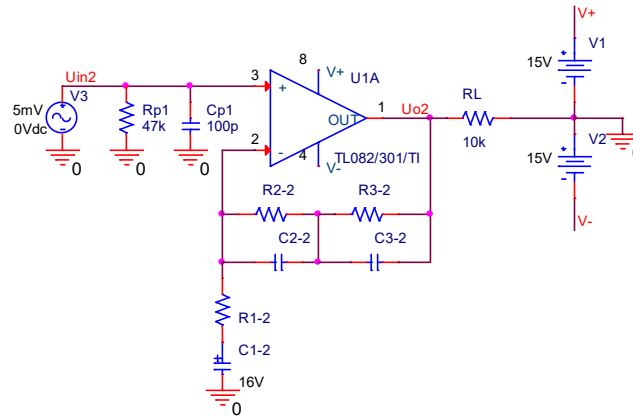 V+
V1
15V
8
V+
U1A
Uin2
V3
3
+
1
Uo2
RL
5mV
0Vdc
Rp1
47k
Cp1
100p
OUT
10k
V2
2
-
4
V-
TL082/301/TI
15V
0
0
0
0
R2-2
R3-2
V-
C2-2
C3-2
R1-2
C1-2
16V
0